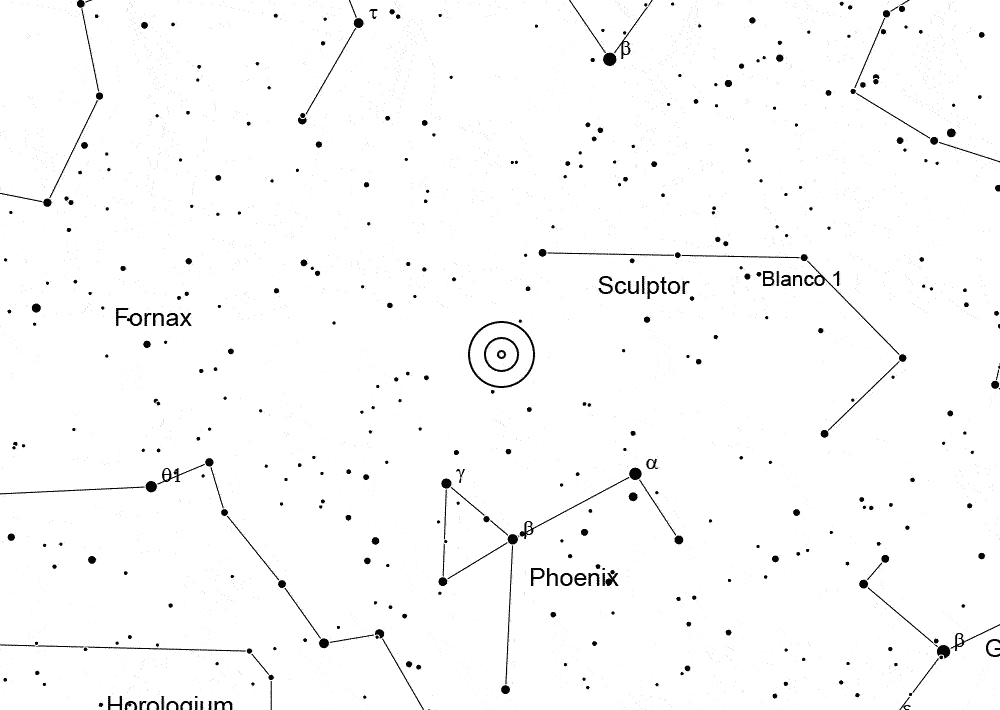 τ
β
Sculptor
Blanco 1
Fornax
θ1
γ
α
β
Phoenix
β
G
Horologium
ε